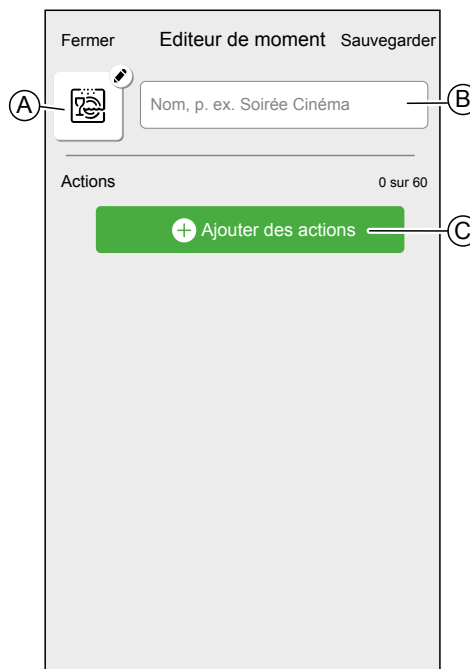 Fermer Editeur de moment Sauvegarder
A
Nom, p. ex. Soirée Cinéma
B
Actions 0 sur 60
Ajouter des actions
C